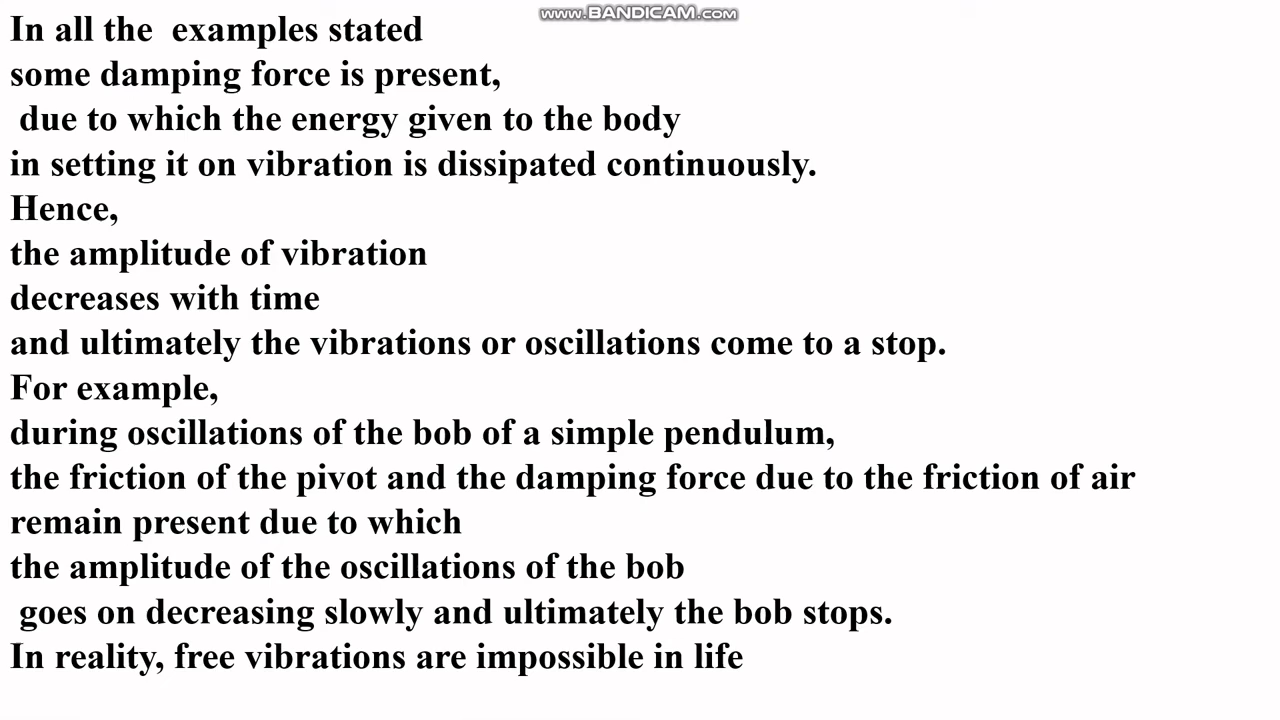 www.BANDICAM.com
In all the  examples stated
some damping force is present,
 due to which the energy given to the body
in setting it on vibration is dissipated continuously.
Hence,
the amplitude of vibration
decreases with time
and ultimately the vibrations or oscillations come to a stop.
For example,
during oscillations of the bob of a simple pendulum,
the friction of the pivot and the damping force due to the friction of air
remain present due to which
the amplitude of the oscillations of the bob
 goes on decreasing slowly and ultimately the bob stops.
In reality, free vibrations are impossible in life